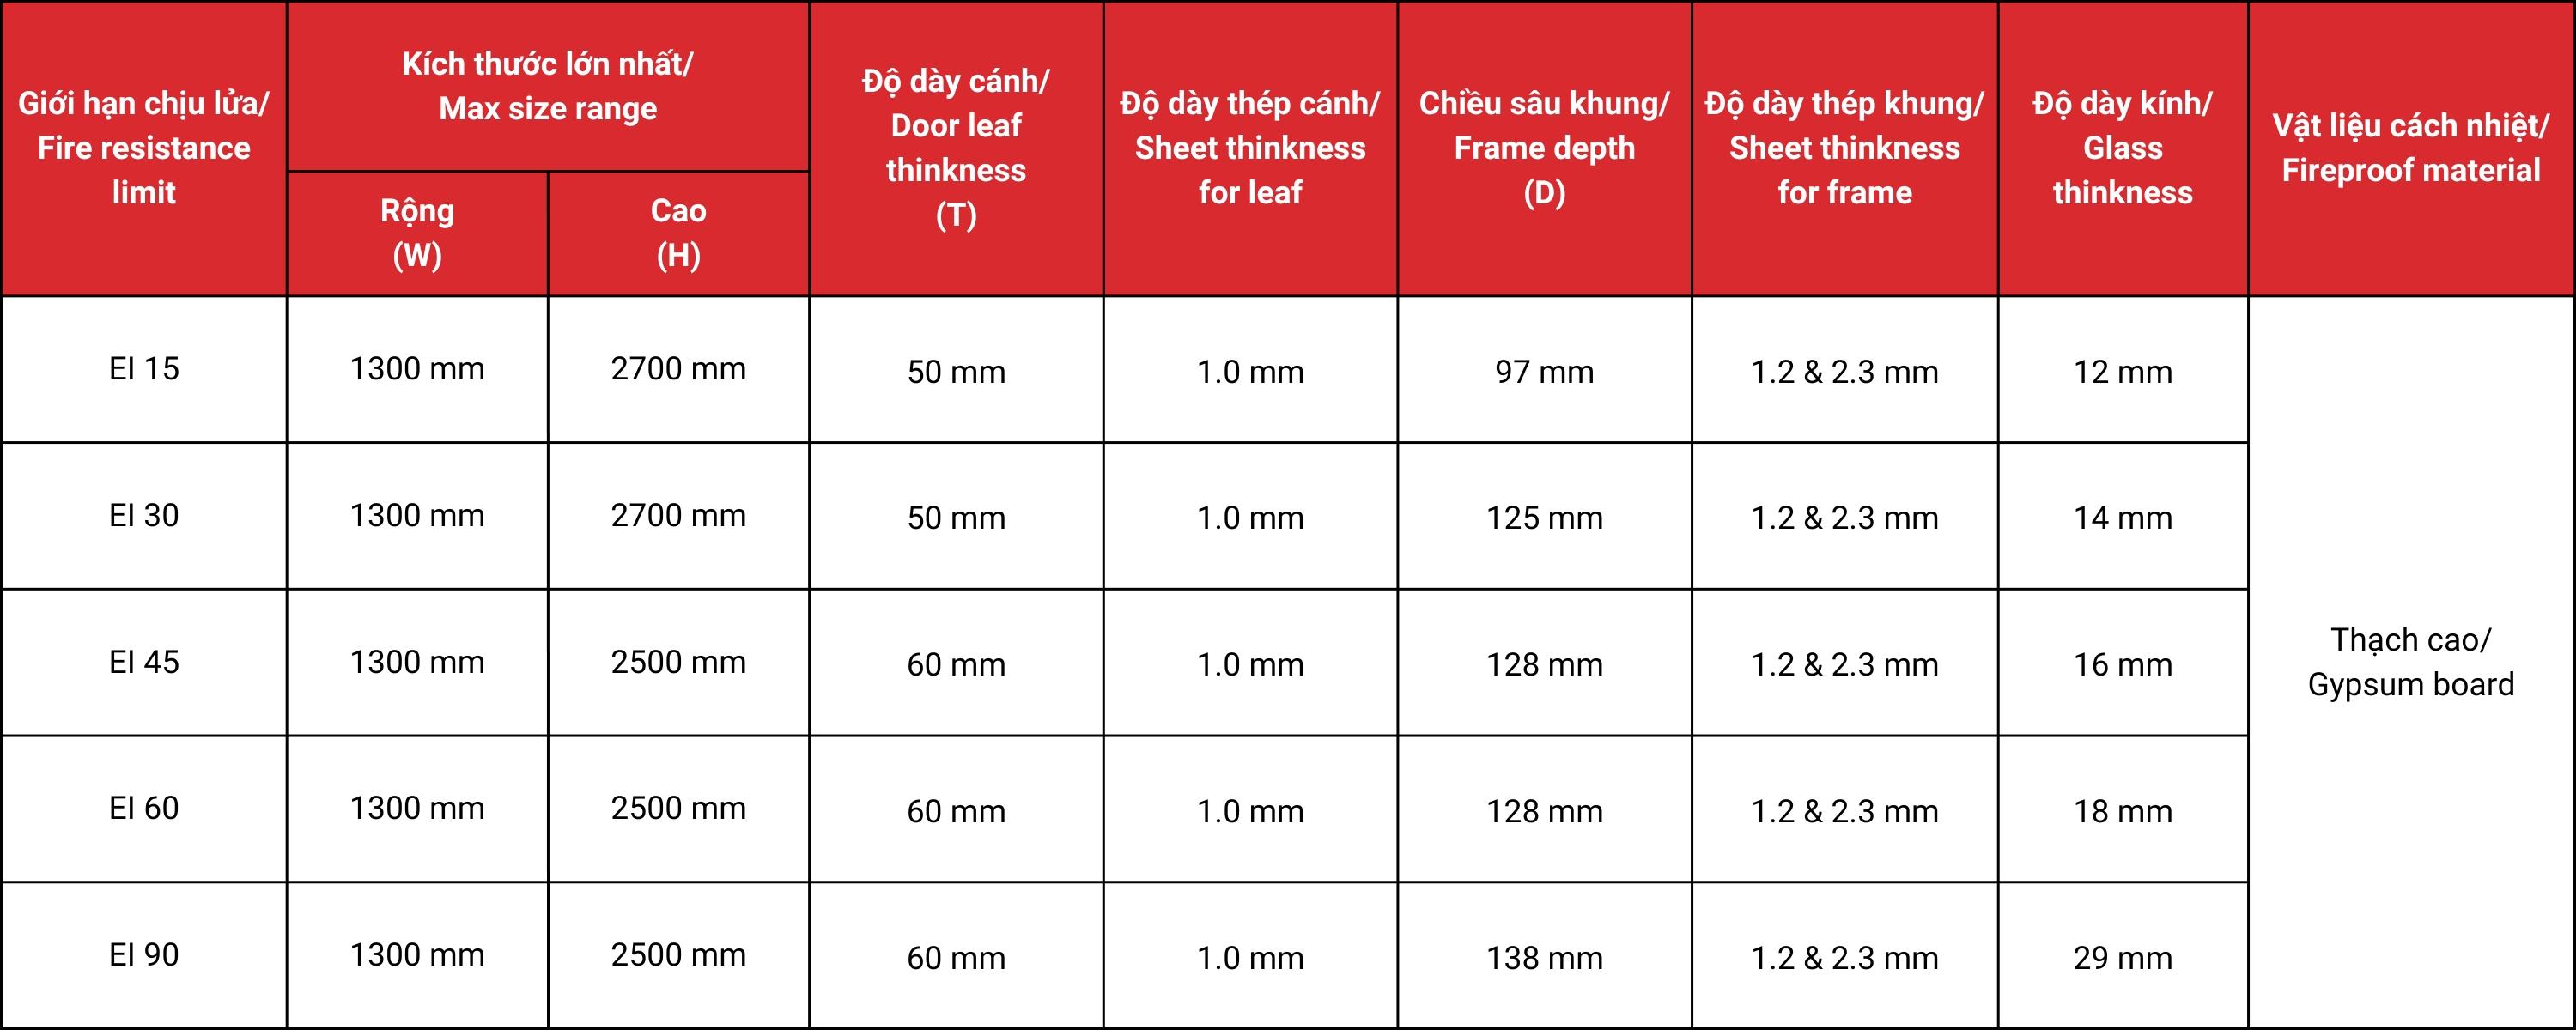 Giới hạn chịu lửa/
Fire resistance
limit
Kích thước lớn nhất/
Max size range
Rộng
(W)
Cao
(H)
Độ dày cánh/
Door leaf
thinkness
(T)
Độ dày thép cánh/
Sheet thinkness
for leaf
Chiều sâu khung/
Frame depth
(D)
Độ dày thép khung/
Sheet thinkness
for frame
Độ dày kính/
Glass
thinkness
Vật liệu cách nhiệt/
Fireproof material
EI 15 1300 mm 2700 mm 50 mm 1.0 mm 97 mm 1.2 & 2.3 mm 12 mm
EI 30 1300 mm 2700 mm 50 mm 1.0 mm 125 mm 1.2 & 2.3 mm 14 mm
EI 45 1300 mm 2500 mm 60 mm 1.0 mm 128 mm 1.2 & 2.3 mm 16 mm
EI 60 1300 mm 2500 mm 60 mm 1.0 mm 128 mm 1.2 & 2.3 mm 18 mm
EI 90 1300 mm 2500 mm 60 mm 1.0 mm 138 mm 1.2 & 2.3 mm 29 mm
Thạch cao/
Gypsum board